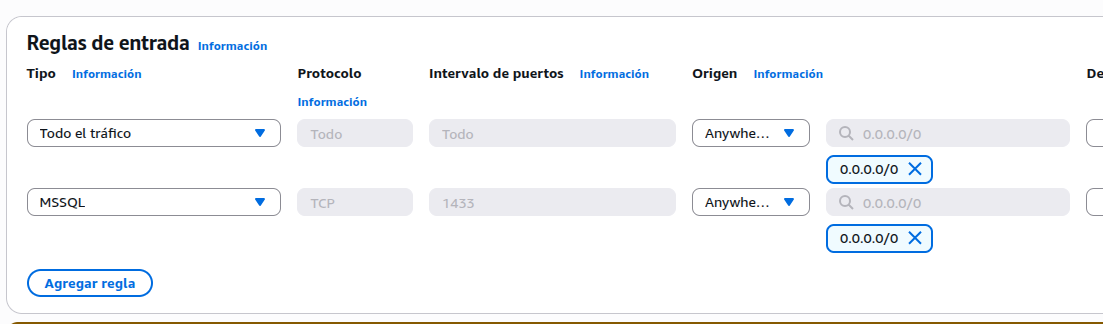 Reglas de entrada Información
Tipo Información Protocolo Intervalo de puertos Información Origen Información De
Información
Todo el tráfico Todo Todo Anywhe... 0.0.0.0/0
0.0.0.0/0
MSSQL TCP 1433 Anywhe... 0.0.0.0/0
0.0.0.0/0
Agregar regla